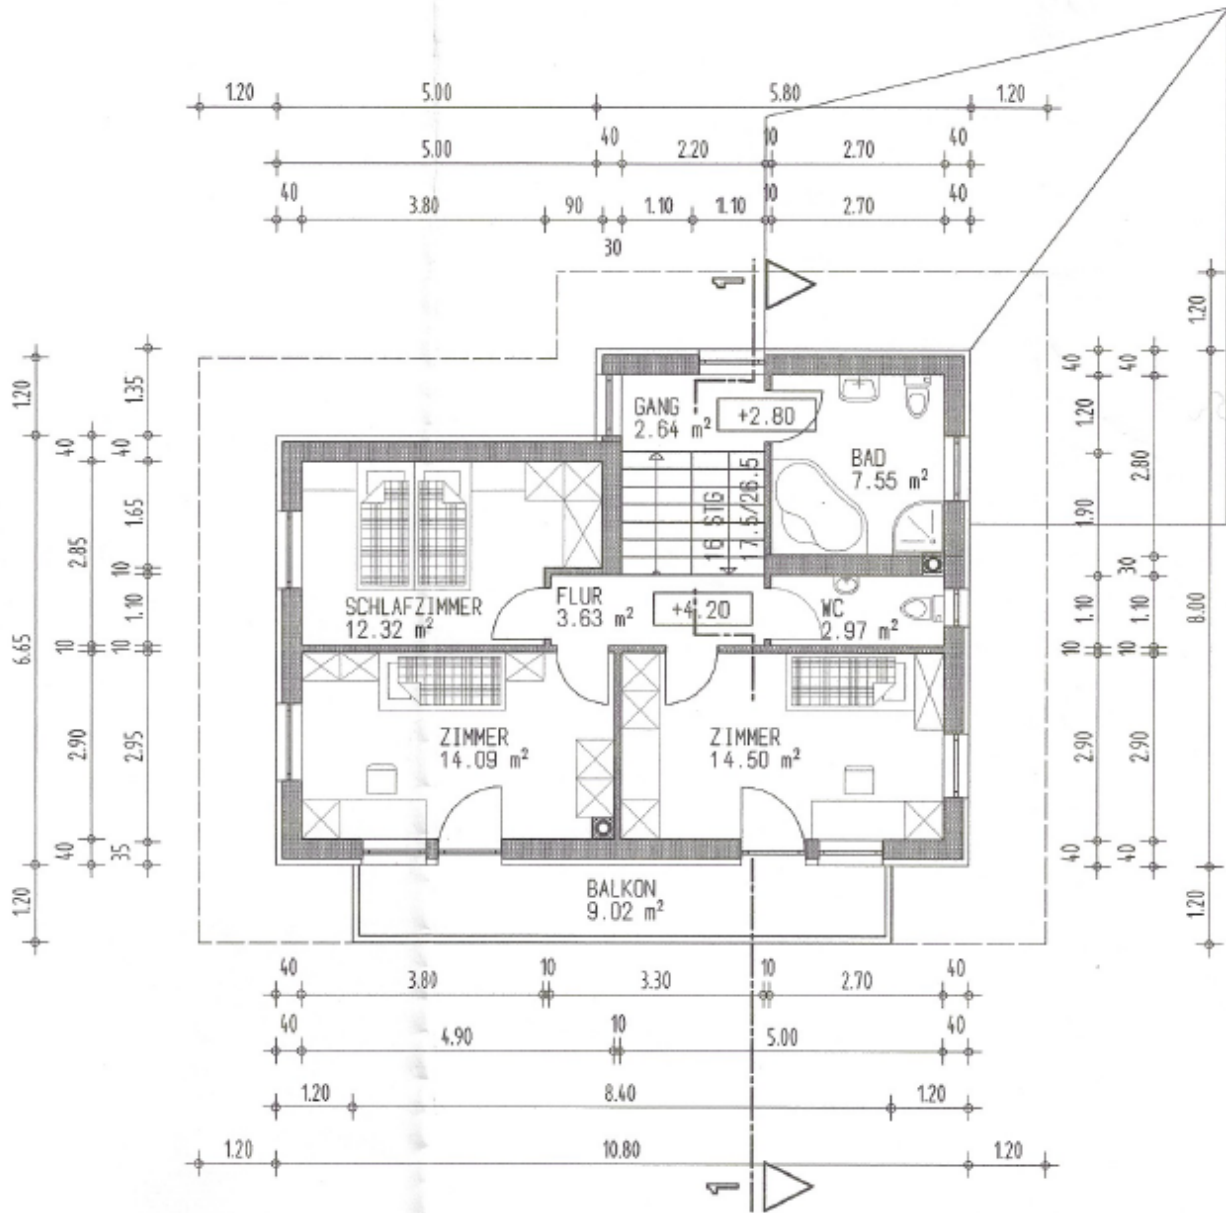 1.20 5.00 5.80 1.20
40 10 40
5.00 2.20 2.70
40 10 40
3.80 90 1.10 1.10 2.70
30
1
1.20
1.20 1.35 40 1.20 40 2.80
GANG
2.64 m²
+2.80
BAD
7.55 m²
40 40 1.65 2.85 10 1.10 1.90 30
16 STG
17.5/26.5
SCHLAFZIMMER
12.32 m²
FLUR
3.63 m²
+4.20
WC
2.97 m²
6.65 10 10 1.10 1.10 8.00
10 10
ZIMMER
14.09 m²
ZIMMER
14.50 m²
2.90 2.95 2.90 2.90
40 35 40 40
BALKON
9.02 m²
1.20 1.20
40 10 10 40
3.80 3.30 2.70
40 10 40
4.90 5.00
1.20 8.40 1.20
1.20 10.80 1.20
1